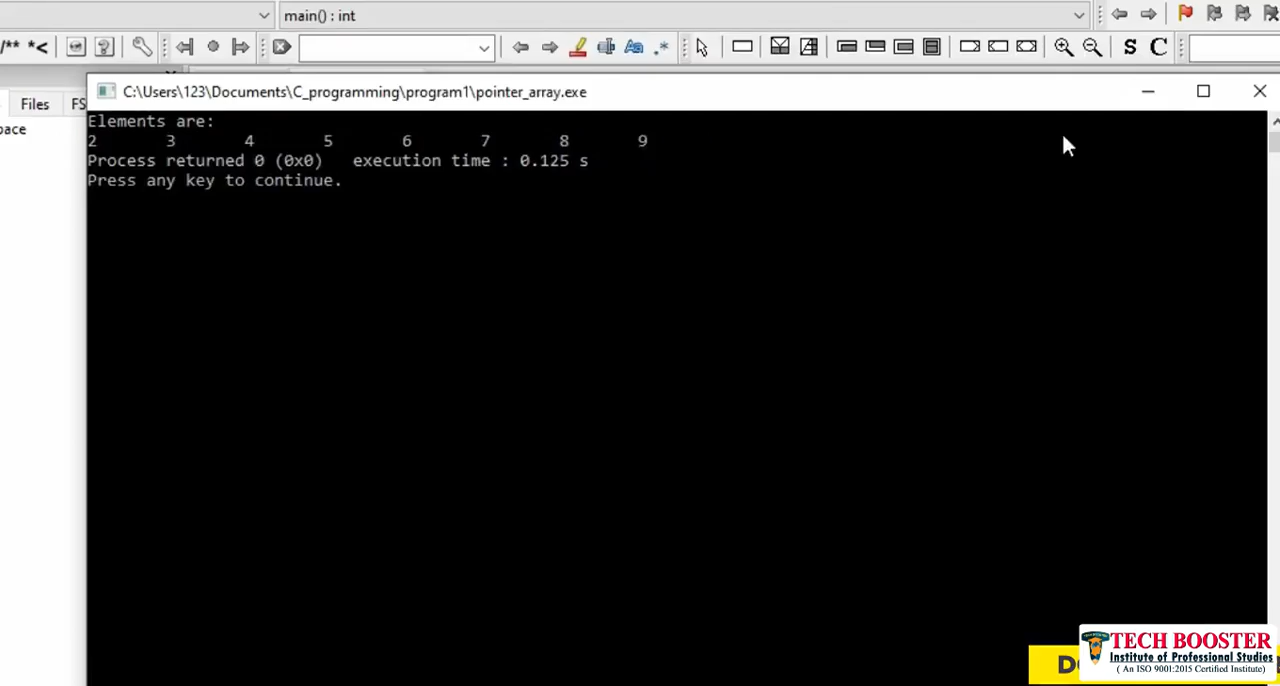 main() : int
/** *<
S C
C:\Users\123\Documents\C_programming\program1\pointer_array.exe
Files
FS
pace
Elements are:
2 3 4 5 6 7 8 9
Process returned 0 (0x0) execution time : 0.125 s
Press any key to continue.
TECH BOOSTER
Institute of Professional Studies
( An ISO 9001:2015 Certified Institute)